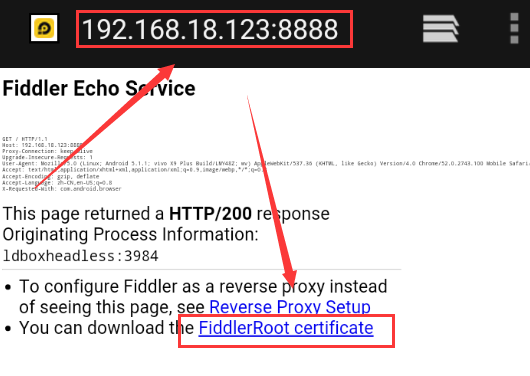 192.168.18.123:8888
Fiddler Echo Service
GET / HTTP/1.1
Host: 192.168.18.123:8888
Proxy-Connection: keep-alive
Upgrade-Insecure-Requests: 1
User-Agent: Mozilla/5.0 (Linux; Android 5.1.1; vivo X9 Plus Build/LMY48Z; wv) AppleWebKit/537.36 (KHTML, like Gecko) Version/4.0 Chrome/52.0.2743.100 Mobile Safari
Accept: text/html,application/xhtml+xml,application/xml;q=0.9,image/webp,*/*;q=0.8
Accept-Encoding: gzip, deflate
Accept-Language: zh-CN,en-US;q=0.8
X-Requested-With: com.android.browser
This page returned a HTTP/200 response
Originating Process Information:
ldboxheadless:3984
• To configure Fiddler as a reverse proxy instead
of seeing this page, see Reverse Proxy Setup
• You can download the FiddlerRoot certificate